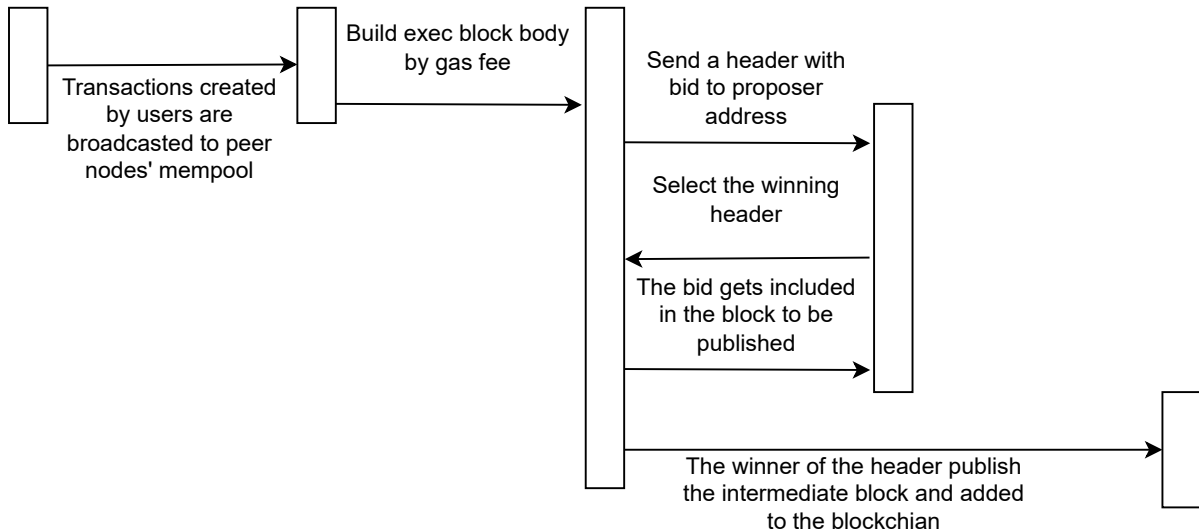 Transactions created
by users are
broadcasted to peer
nodes' mempool
Build exec block body
by gas fee
Send a header with
bid to proposer
address
Select the winning
header
The bid gets included
in the block to be
published
The winner of the header publish
the intermediate block and added
to the blockchian